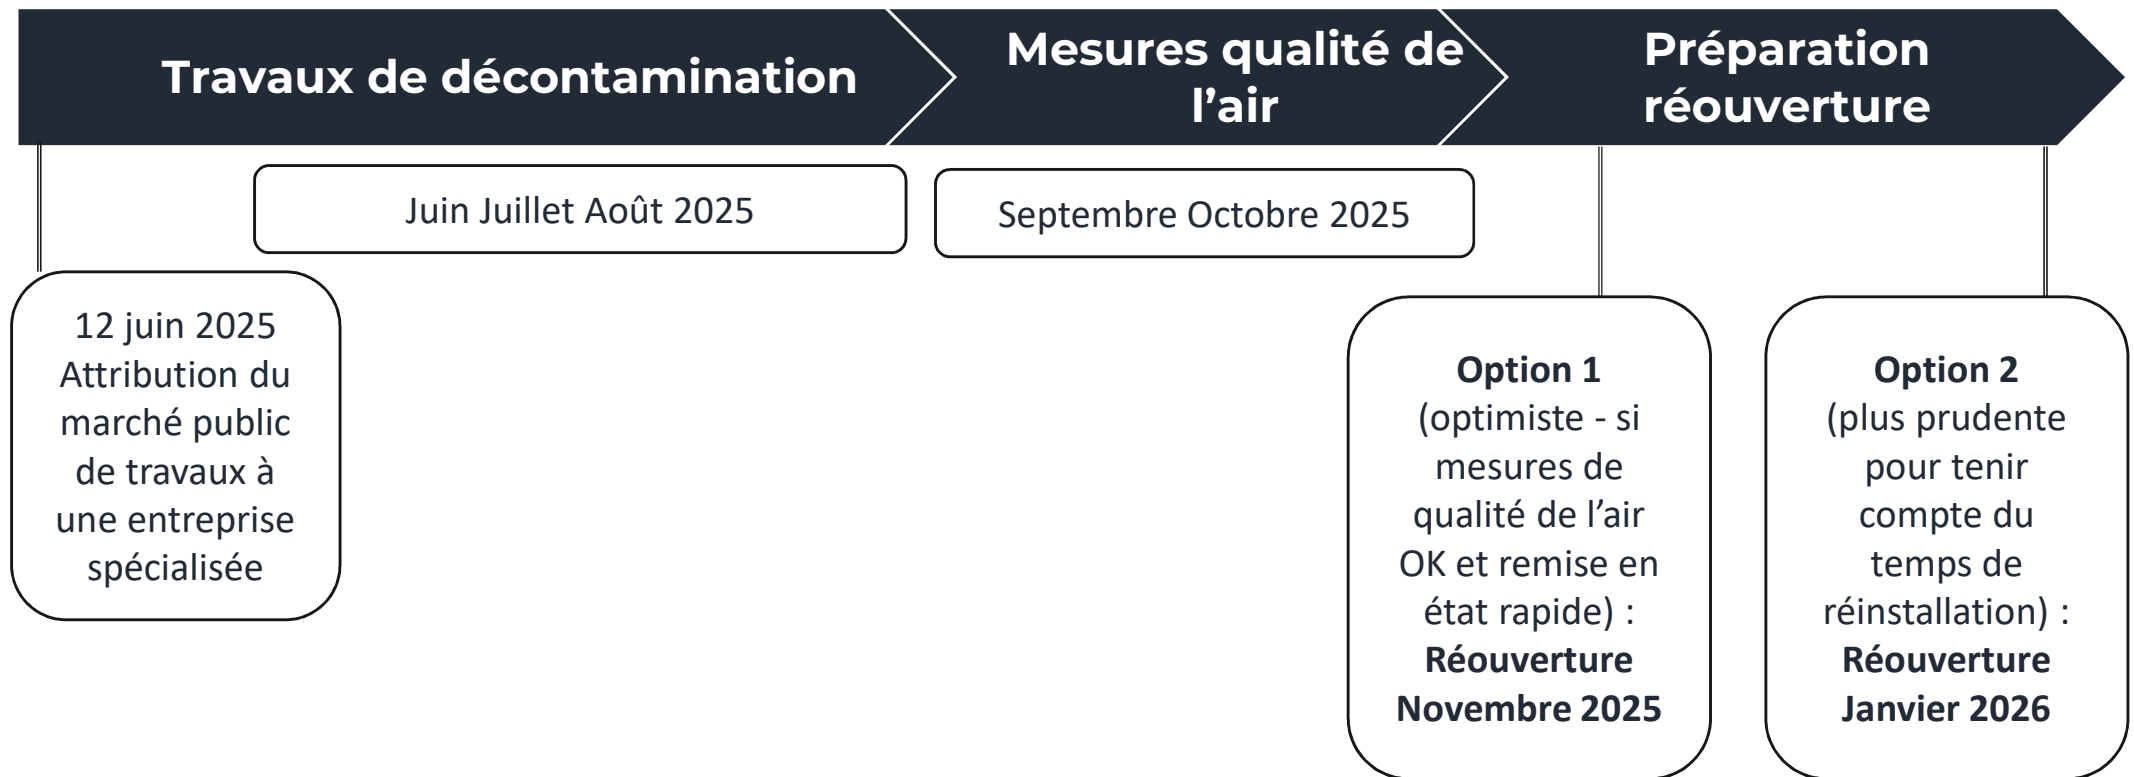 Travaux de décontamination
Mesures qualité de
l’air
Préparation
réouverture
Juin Juillet Août 2025
Septembre Octobre 2025
12 juin 2025
Attribution du
marché public
de travaux à
une entreprise
spécialisée
Option 1
(optimiste - si
mesures de
qualité de l’air
OK et remise en
état rapide) :
Réouverture
Novembre 2025
Option 2
(plus prudente
pour tenir
compte du
temps de
réinstallation) :
Réouverture
Janvier 2026